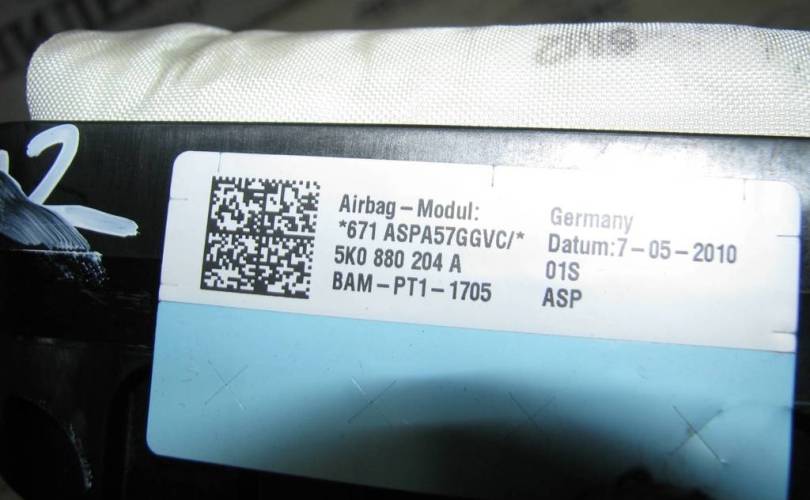 Airbag-Modul:
*671 ASPA57GGVC/*
5K0 880 204 A
BAM-PT1-1705
Germany
Datum:7-05-2010
01S
ASP